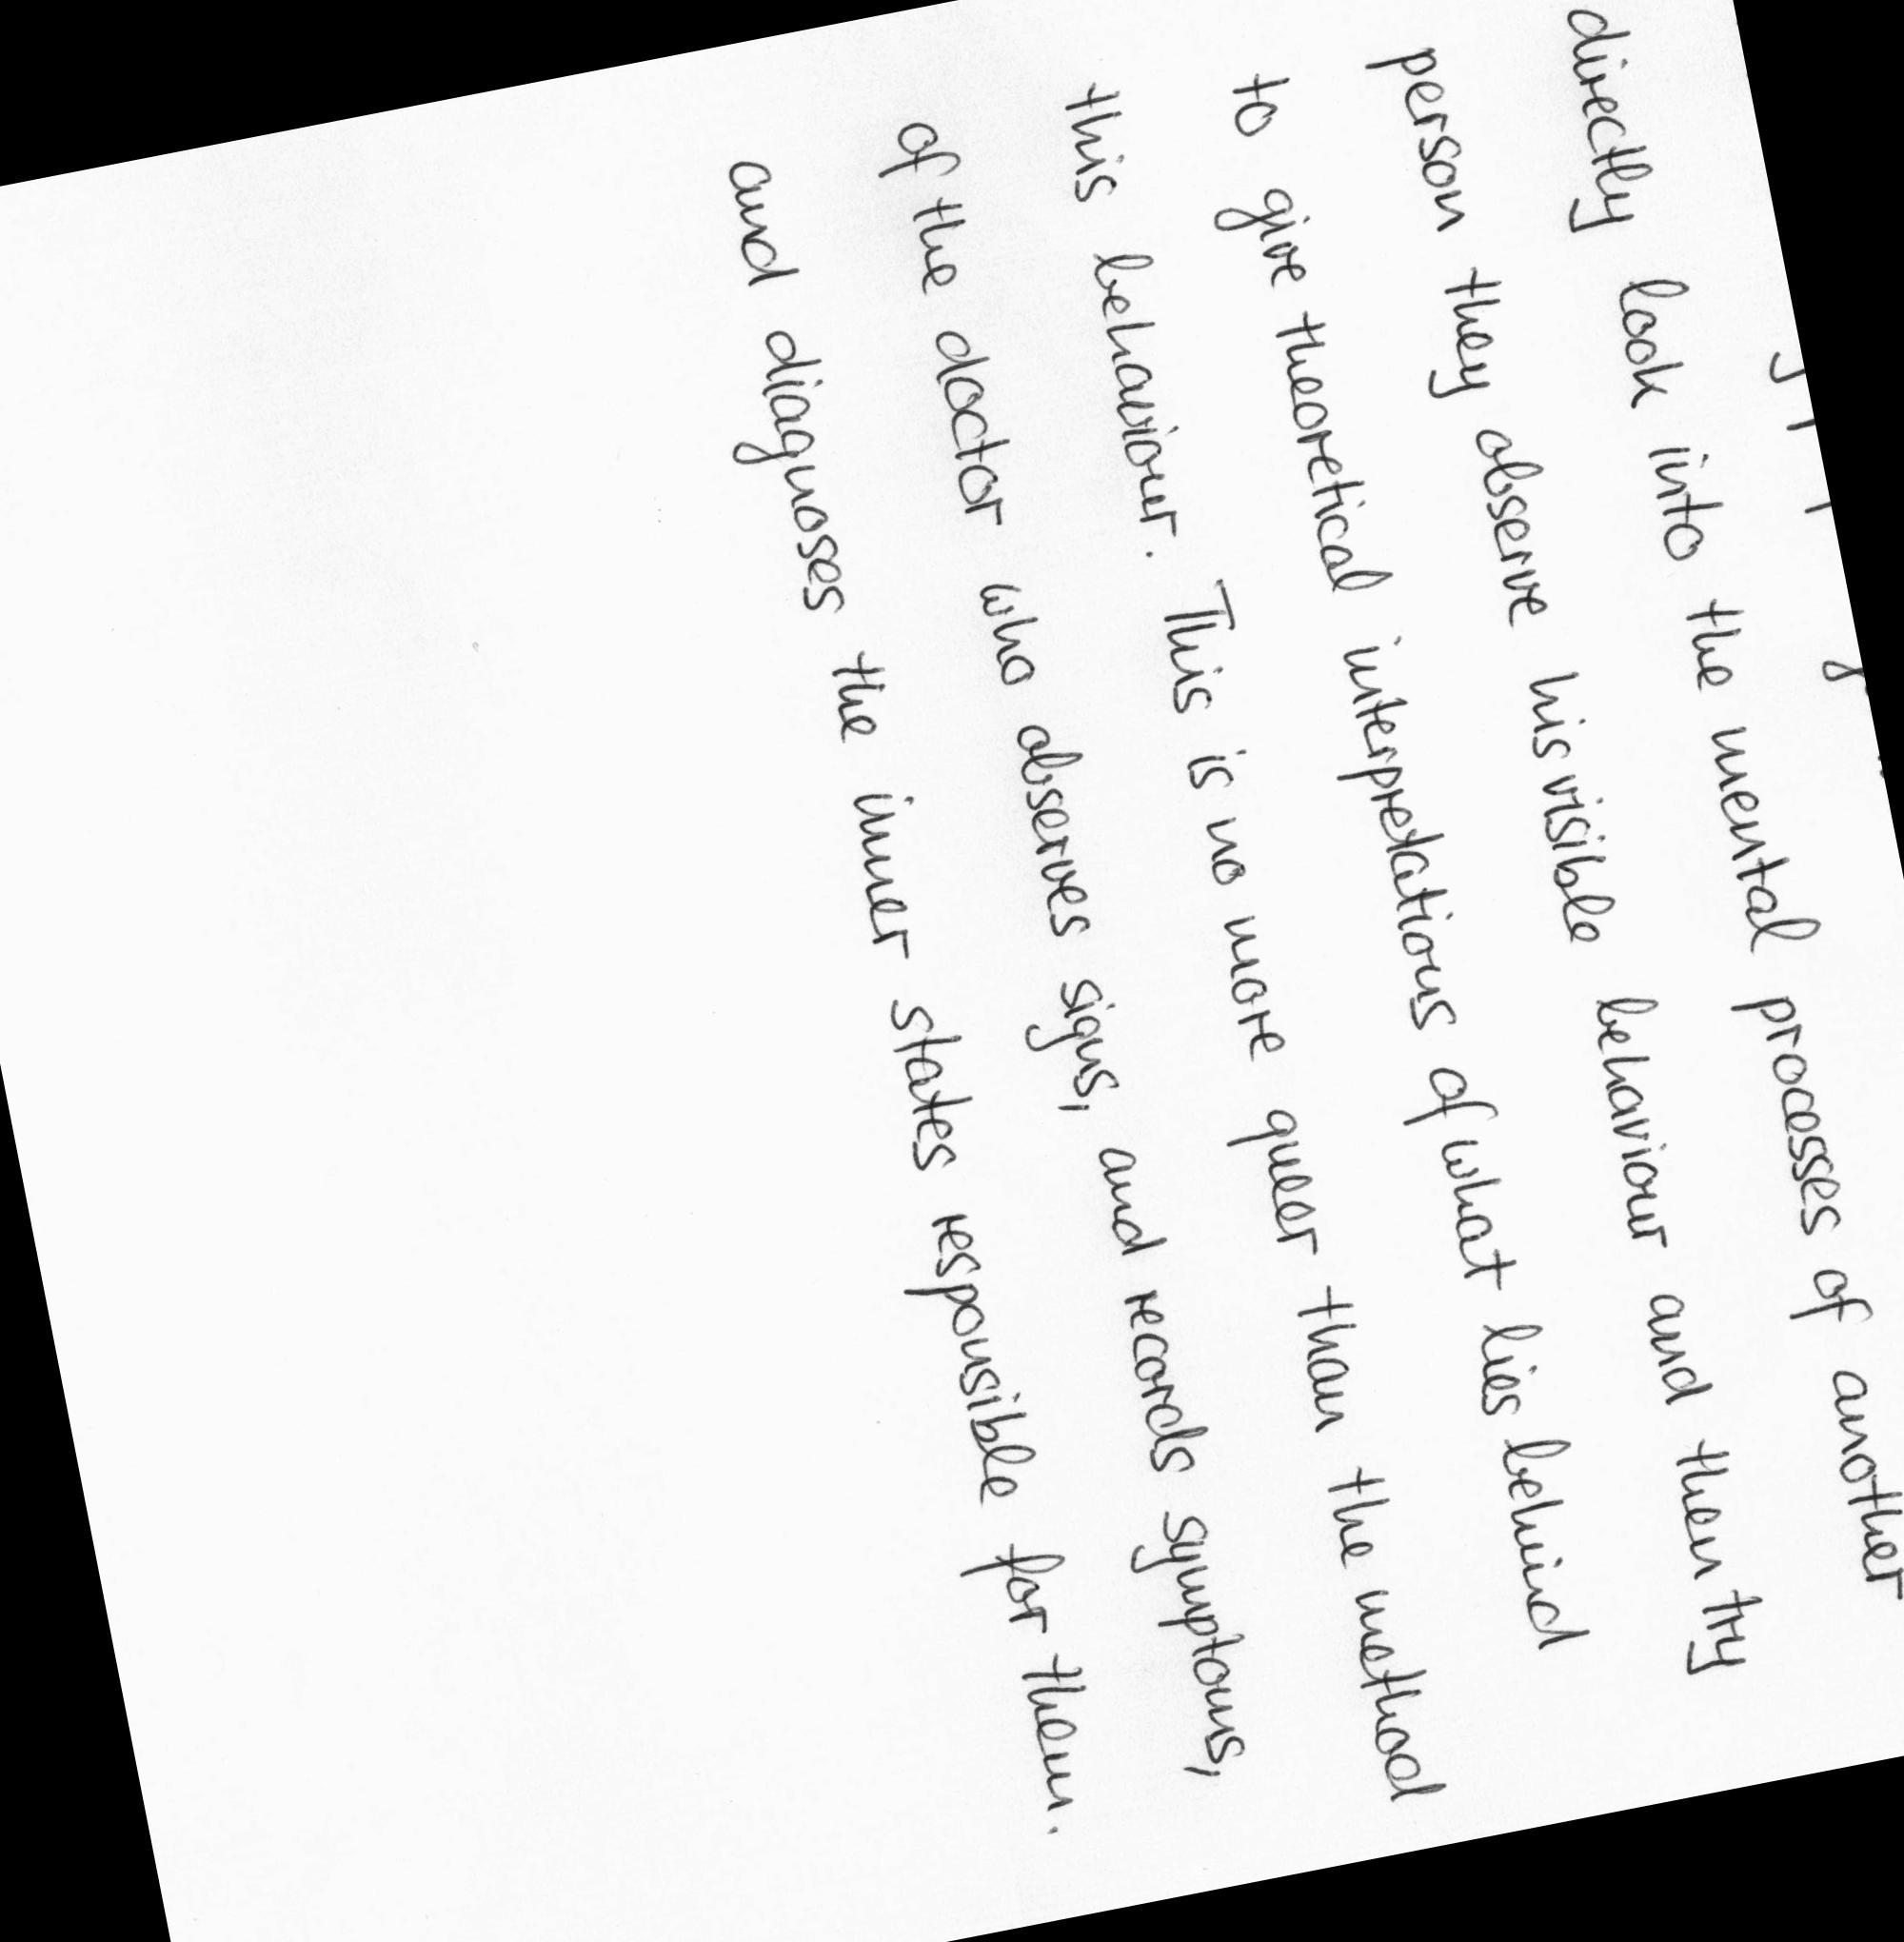 directly look into the mental processes of another
person they observe his visible behaviour and then try
to give theoretical interpretations of what lies behind
this behaviour. This is no more queer than the method
of the doctor who observes signs, and records symptoms,
and diagnoses the inner states responsible for them.